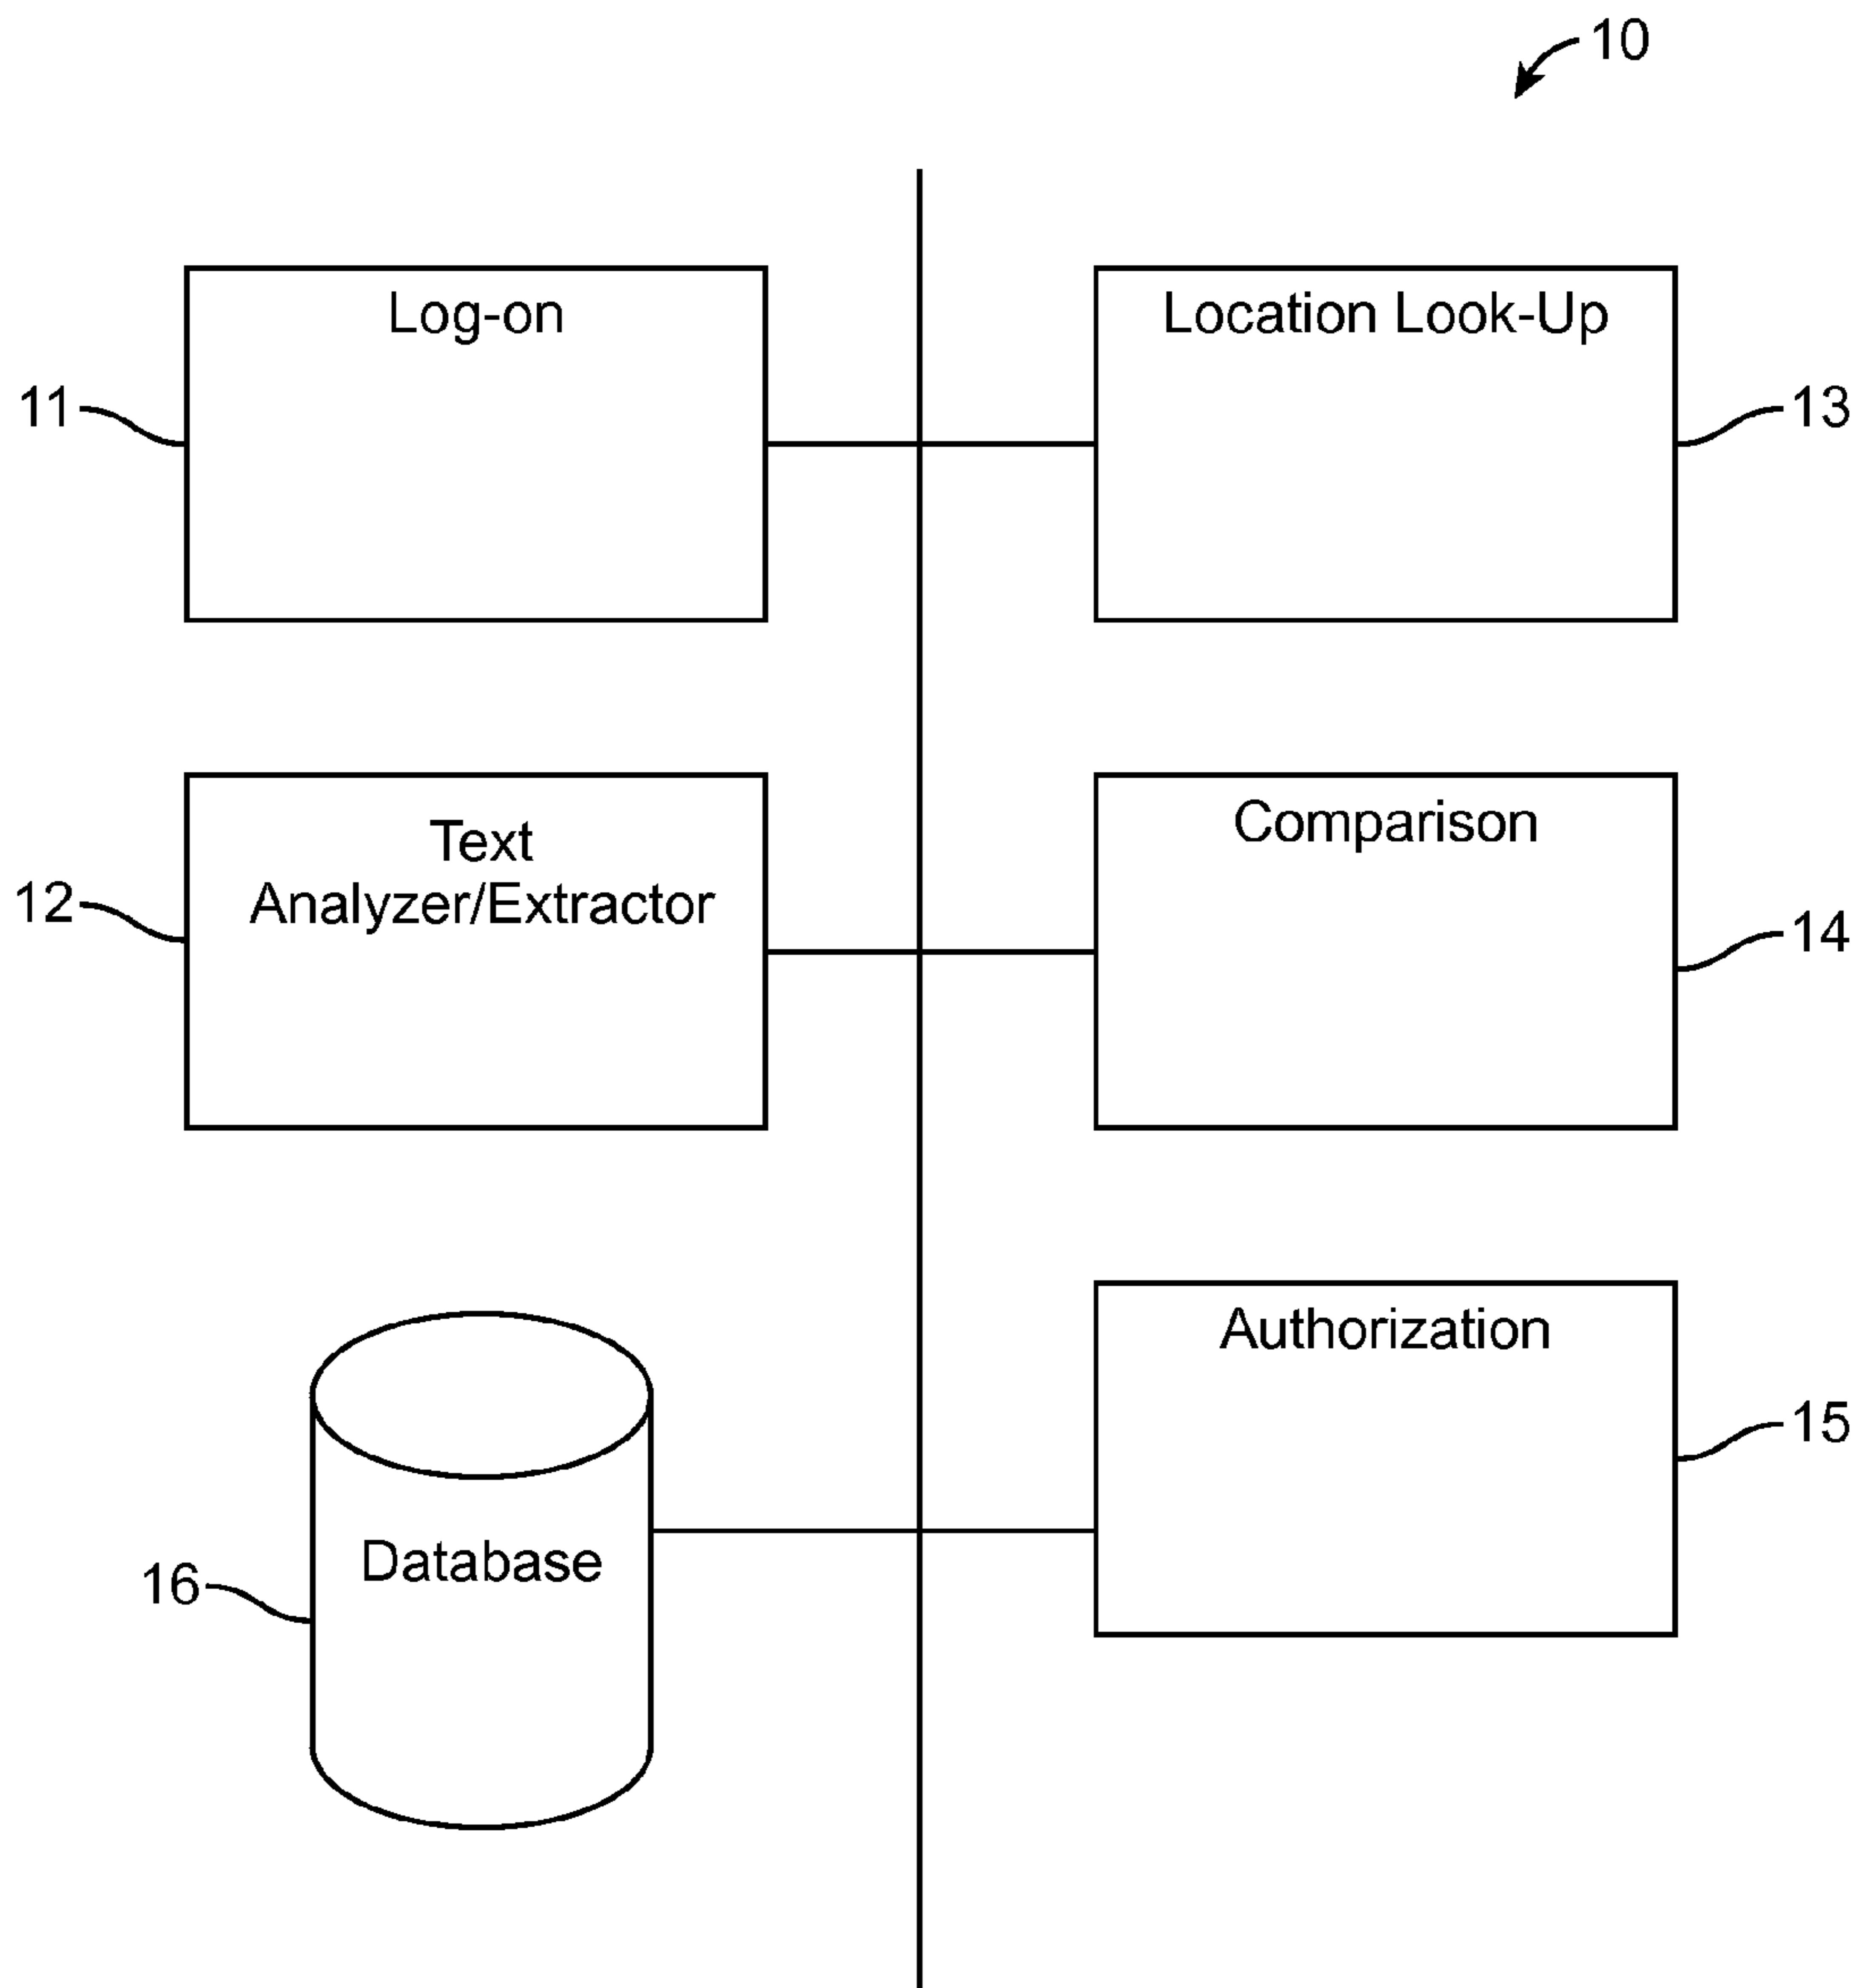 10
Log-on
Location Look-Up
11
13
Text
Analyzer/Extractor
12
Comparison
14
Authorization
15
Database
16